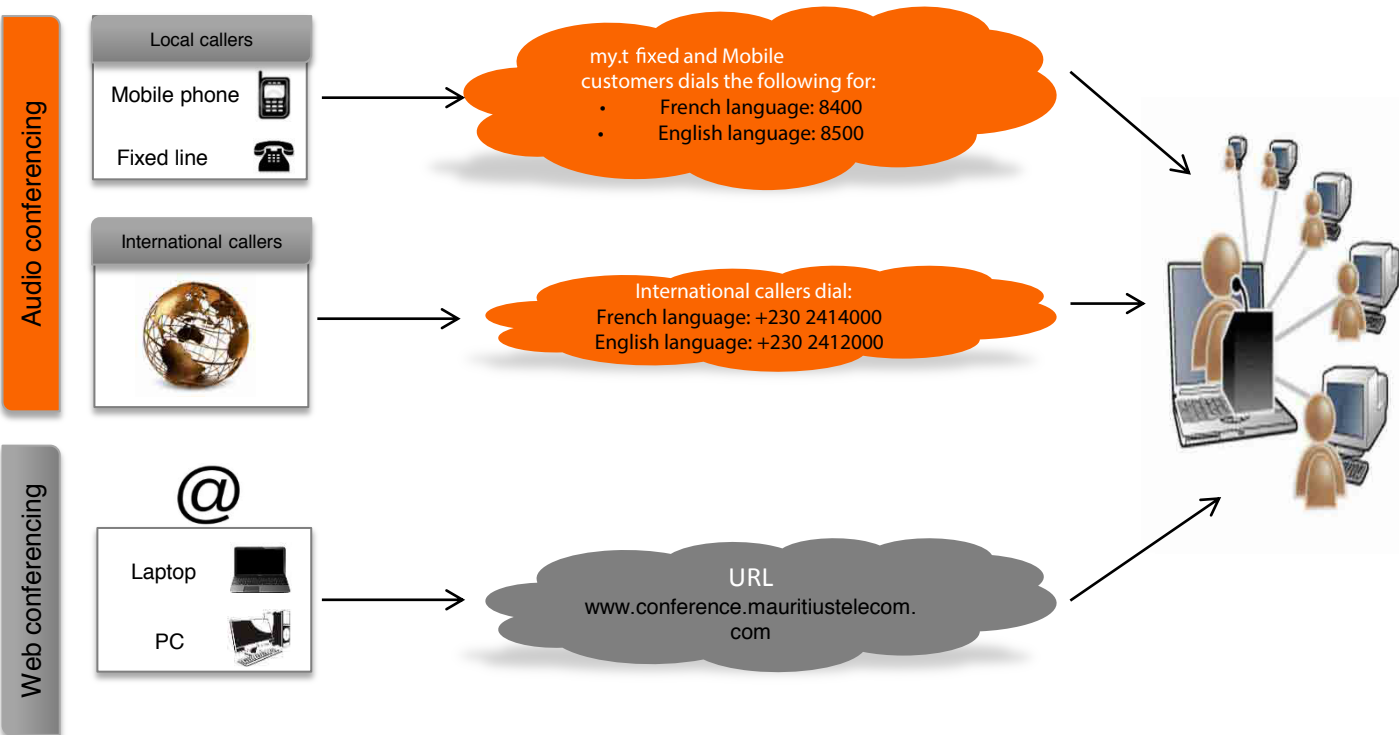 Audio conferencing
Local callers
Mobile phone
Fixed line
my.t fixed and Mobile
customers dials the following for:
• French language: 8400
• English language: 8500
International callers
International callers dial:
French language: +230 2414000
English language: +230 2412000
Web conferencing
@
Laptop
PC
URL
www.conference.mauritiustelecom.
com